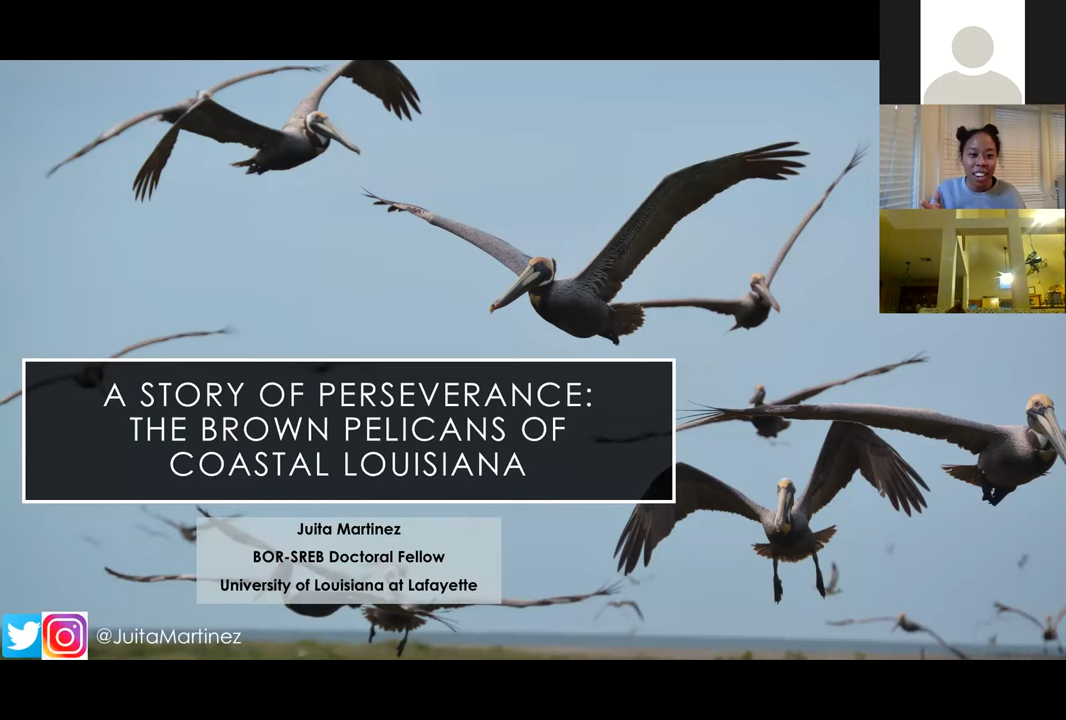 A STORY OF PERSEVERANCE:
THE BROWN PELICANS OF
COASTAL LOUISIANA
Juita Martinez
BOR-SREB Doctoral Fellow
University of Louisiana at Lafayette
@JuitaMartinez